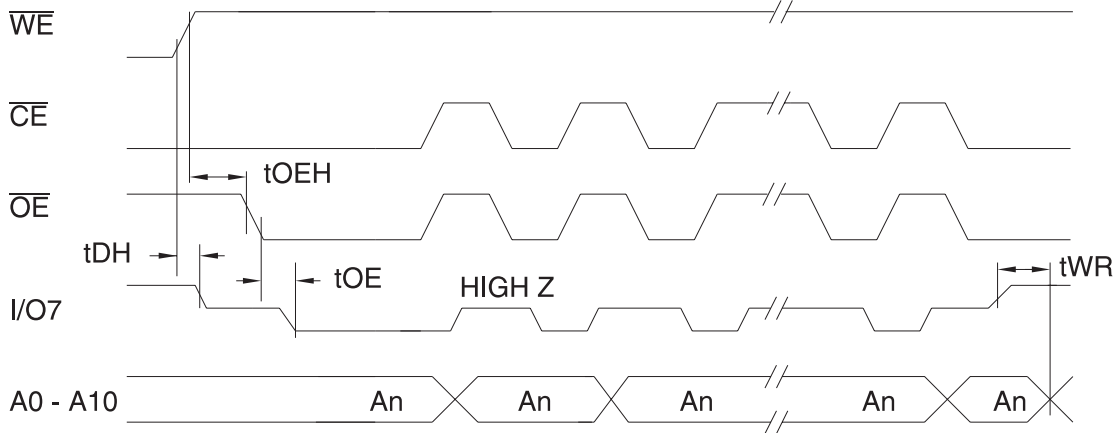 WE
CE
tOEH
OE
tDH
tOE
HIGH Z
tWR
I/O7
A0 - A10 An An An An An